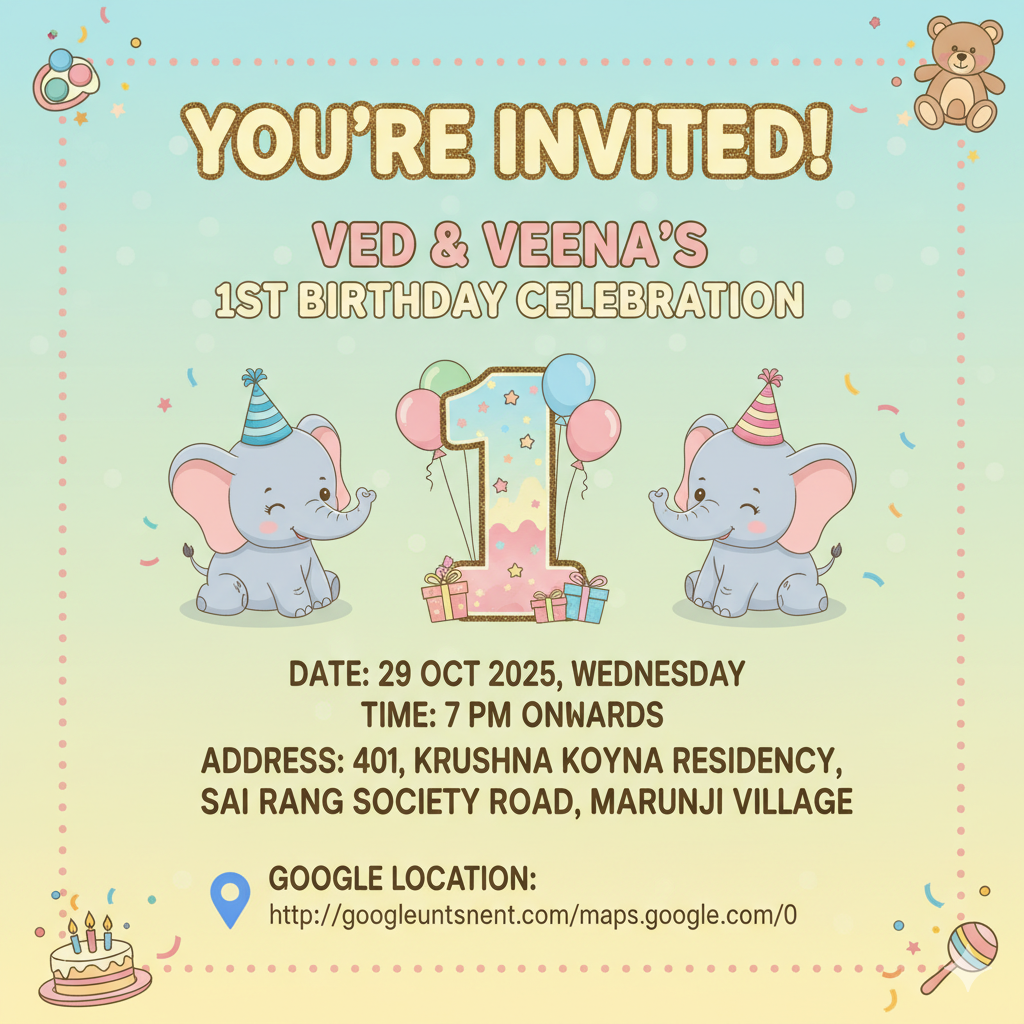 YOU'RE INVITED!
VED & VEENA'S
1ST BIRTHDAY CELEBRATION
1
DATE: 29 OCT 2025, WEDNESDAY
TIME: 7 PM ONWARDS
ADDRESS: 401, KRUSHNA KOYNA RESIDENCY,
SAI RANG SOCIETY ROAD, MARUNJI VILLAGE
GOOGLE LOCATION:
http://googleuntsnent.com/maps.google.com/0